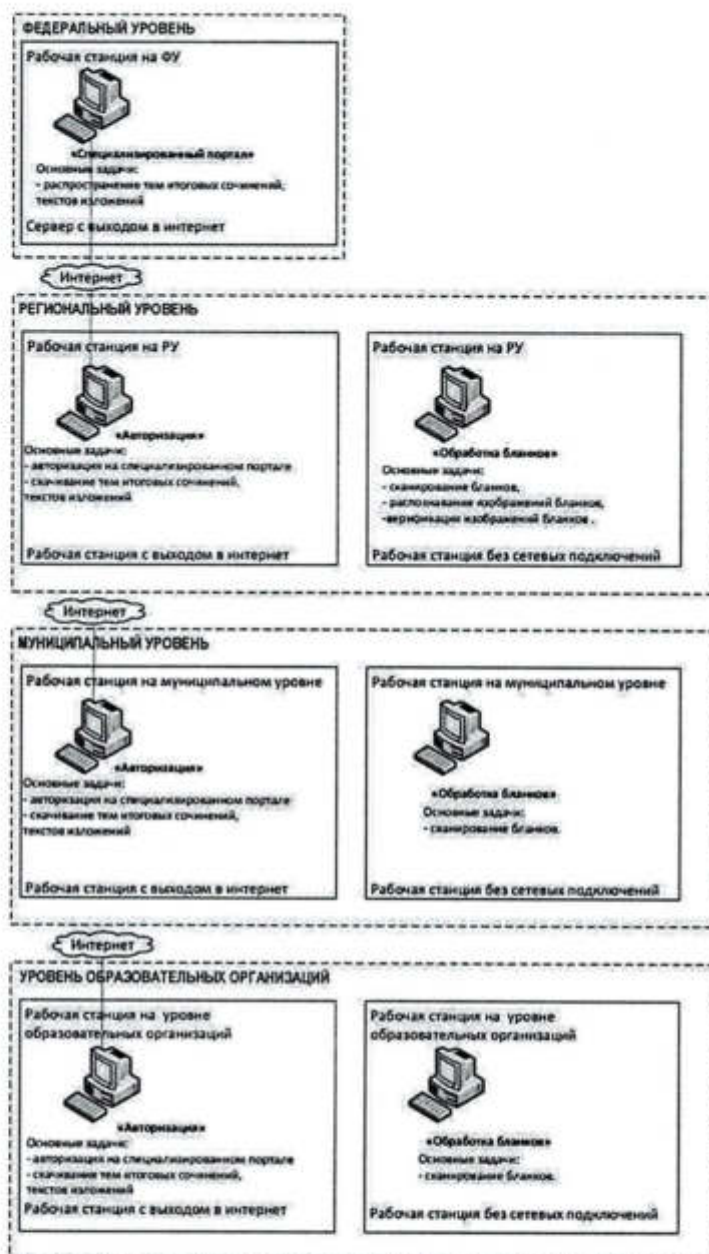 ФЕДЕРАЛЬНЫЙ УРОВЕНЬ
Рабочая станция на ФУ
«Специализированный портал»
Основные задачи:
- распространение тем итоговых сочинений,
текстов изложений
Сервер с выходом в интернет
Интернет
РЕГИОНАЛЬНЫЙ УРОВЕНЬ
Рабочая станция на РУ
«Авторизация»
Основные задачи:
- авторизация на специализированном портале
- скачивание тем итоговых сочинений,
текстов изложений
Рабочая станция с выходом в интернет
Рабочая станция на РУ
«Обработка бланков»
Основные задачи:
- сканирование бланков,
- распознавание изображений бланков,
-верификация изображений бланков .
Рабочая станция без сетевых подключений
Интернет
МУНИЦИПАЛЬНЫЙ УРОВЕНЬ
Рабочая станция на муниципальном уровне
«Авторизация»
Основные задачи:
- авторизация на специализированном портале
- скачивание тем итоговых сочинений,
текстов изложений
Рабочая станция с выходом в интернет
Рабочая станция на муниципальном уровне
«Обработка бланков»
Основные задачи:
- сканирование бланков.
Рабочая станция без сетевых подключений
Интернет
УРОВЕНЬ ОБРАЗОВАТЕЛЬНЫХ ОРГАНИЗАЦИЙ
Рабочая станция на уровне
образовательных организаций
«Авторизация»
Основные задачи:
- авторизация на специализированном портале
- скачивание тем итоговых сочинений,
текстов изложений
Рабочая станция с выходом в интернет
Рабочая станция на уровне
образовательных организаций
«Обработка бланков»
Основные задачи:
- сканирование бланков.
Рабочая станция без сетевых подключений